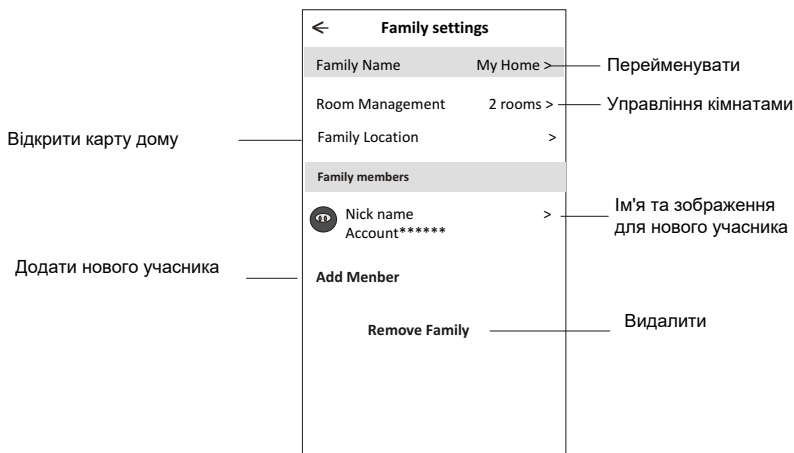 ← Family settings
Family Name My Home > Перейменувати
Room Management 2 rooms > Управління кімнатами
Відкрити карту дому Family Location >
Family members
Nick name > Ім'я та зображення
Account****** для нового учасника
Додати нового учасника Add Menber
Remove Family Видалити